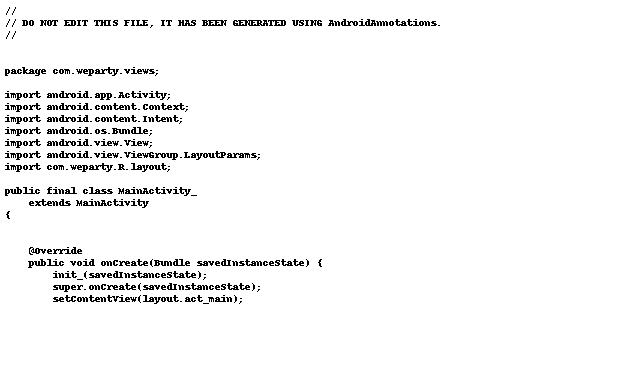 //
// DO NOT EDIT THIS FILE, IT HAS BEEN GENERATED USING AndroidAnnotations.
//
package com.weparty.views;
import android.app.Activity;
import android.content.Context;
import android.content.Intent;
import android.os.Bundle;
import android.view.View;
import android.view.ViewGroup.LayoutParams;
import com.weparty.R.layout;
public final class MainActivity_
    extends MainActivity
{
    @Override
    public void onCreate(Bundle savedInstanceState) {
        init_(savedInstanceState);
        super.onCreate(savedInstanceState);
        setContentView(layout.act_main);